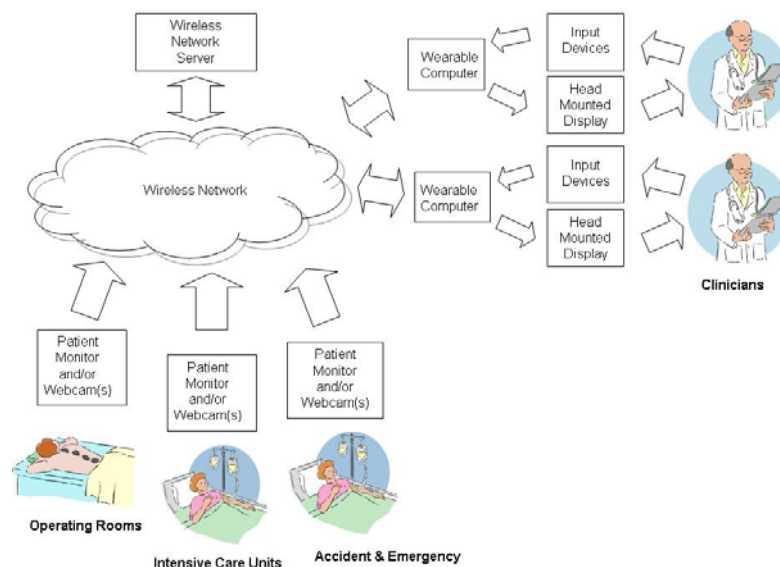 Wireless
Network
Server
Wearable
Computer
Input
Devices
Head
Mounted
Display
Wireless Network
Wearable
Computer
Input
Devices
Head
Mounted
Display
Clinicians
Patient
Monitor
and/or
Webcam(s)
Patient
Monitor
and/or
Webcam(s)
Patient
Monitor
and/or
Webcam(s)
Operating Rooms
Intensive Care Units
Accident & Emergency